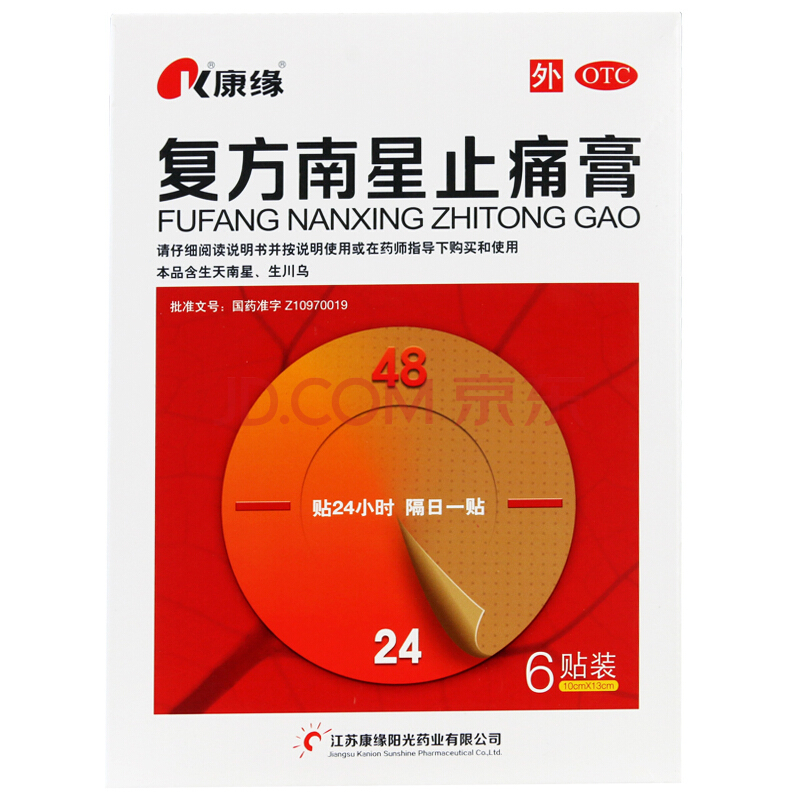 K®康缘®
外 OTC
复方南星止痛膏
FUFANG NANXING ZHITONG GAO
请仔细阅读说明书并按说明使用或在药师指导下购买和使用
本品含生天南星、生川乌
批准文号：国药准字 Z10970019
48
JD.COM 京东
贴24小时 隔日一贴
24
6贴装
10cmX13cm
江苏康缘阳光药业有限公司
Jiangsu Kanion Sunshine Pharmaceutical Co.,Ltd.